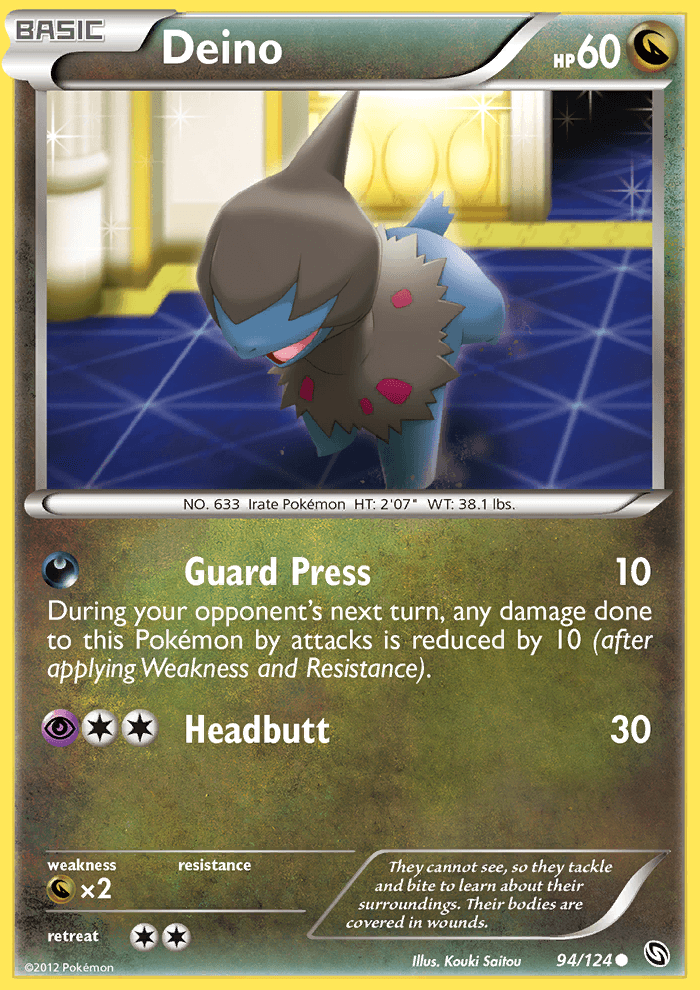 BASIC
Deino
HP60
NO. 633 Irate Pokémon HT: 2'07" WT: 38.1 lbs.
Guard Press 10
During your opponent's next turn, any damage done
to this Pokémon by attacks is reduced by 10 (after
applying Weakness and Resistance).
Headbutt 30
weakness resistance
×2
They cannot see, so they tackle
and bite to learn about their
surroundings. Their bodies are
covered in wounds.
retreat
©2012 Pokémon
Illus. Kouki Saitou 94/124